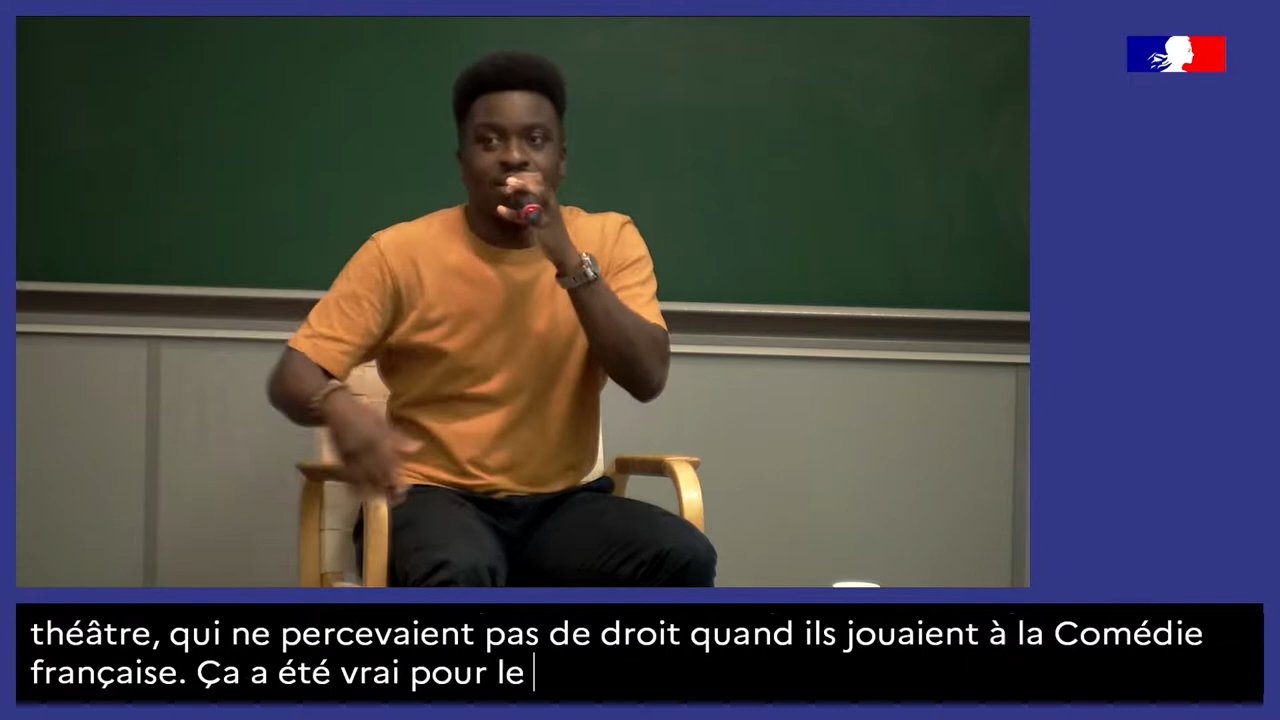 théâtre, qui ne percevaient pas de droit quand ils jouaient à la Comédie
française. Ça a été vrai pour le